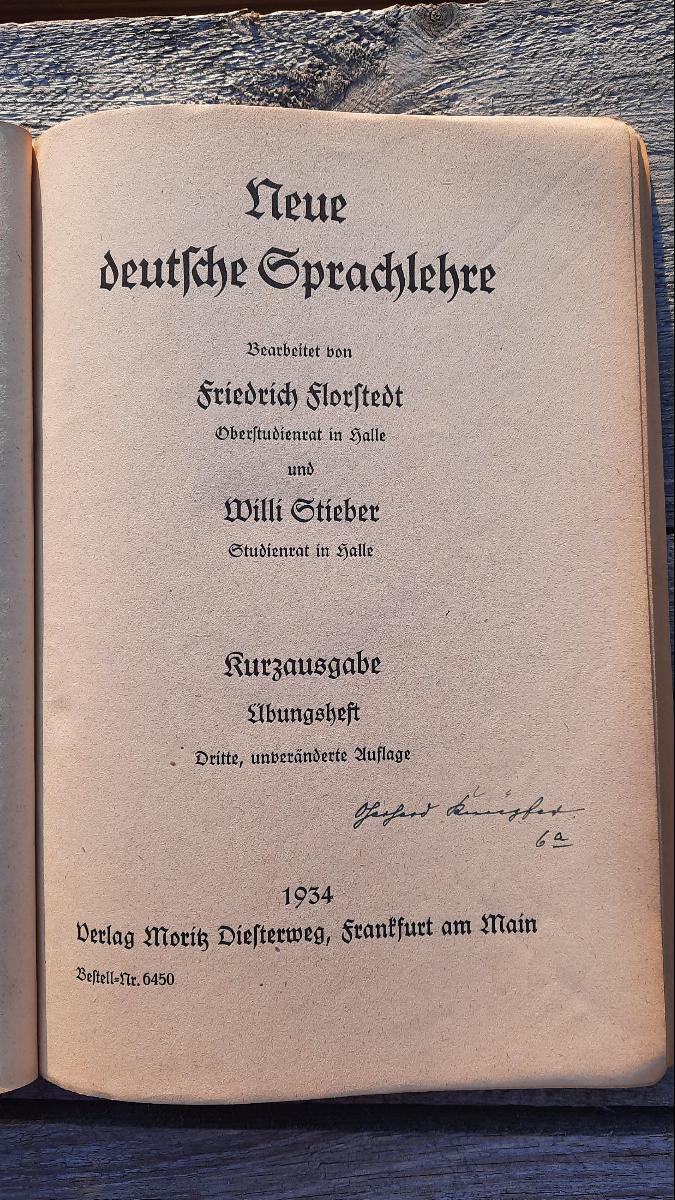 Neue
deutsche Sprachlehre
Bearbeitet von
Friedrich Florstedt
Oberstudienrat in Halle
und
Willi Stieber
Studienrat in Halle
Kurzausgabe
Übungsheft
Dritte, unveränderte Auflage
Gerhard
6a
1934
Verlag Moritz Diesterweg, Frankfurt am Main
Bestell=Nr. 6450